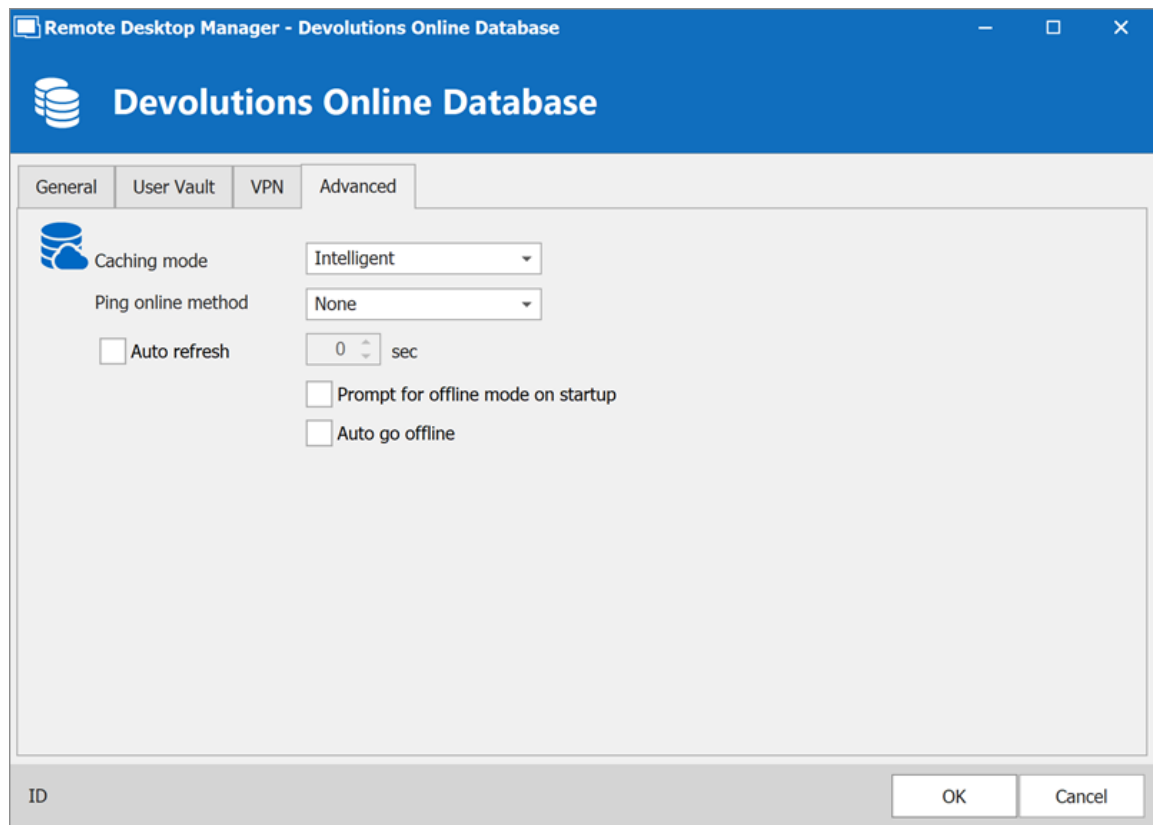 Remote Desktop Manager - Devolutions Online Database
Devolutions Online Database
General User Vault VPN Advanced
Caching mode Intelligent
Ping online method None
Auto refresh 0 sec
Prompt for offline mode on startup
Auto go offline
ID OK Cancel